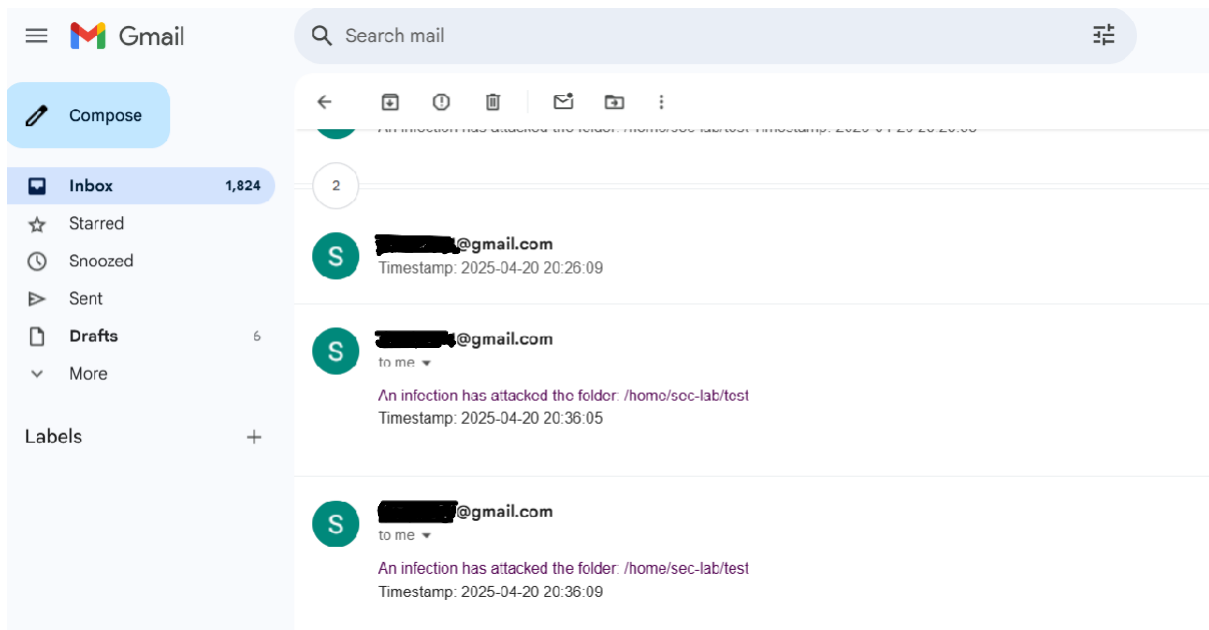 Gmail
Search mail
Compose
Inbox 1,824
2
@gmail.com
Starred
Timestamp: 2025-04-20 20:26:09
Snoozed
Sent
Drafts 6
@gmail.com
to me
More
An infection has attacked the folder: /home/sec-lab/test
Timestamp: 2025-04-20 20:36:05
Labels
S
@gmail.com
to me
An infection has attacked the folder: /home/sec-lab/test
Timestamp: 2025-04-20 20:36:09